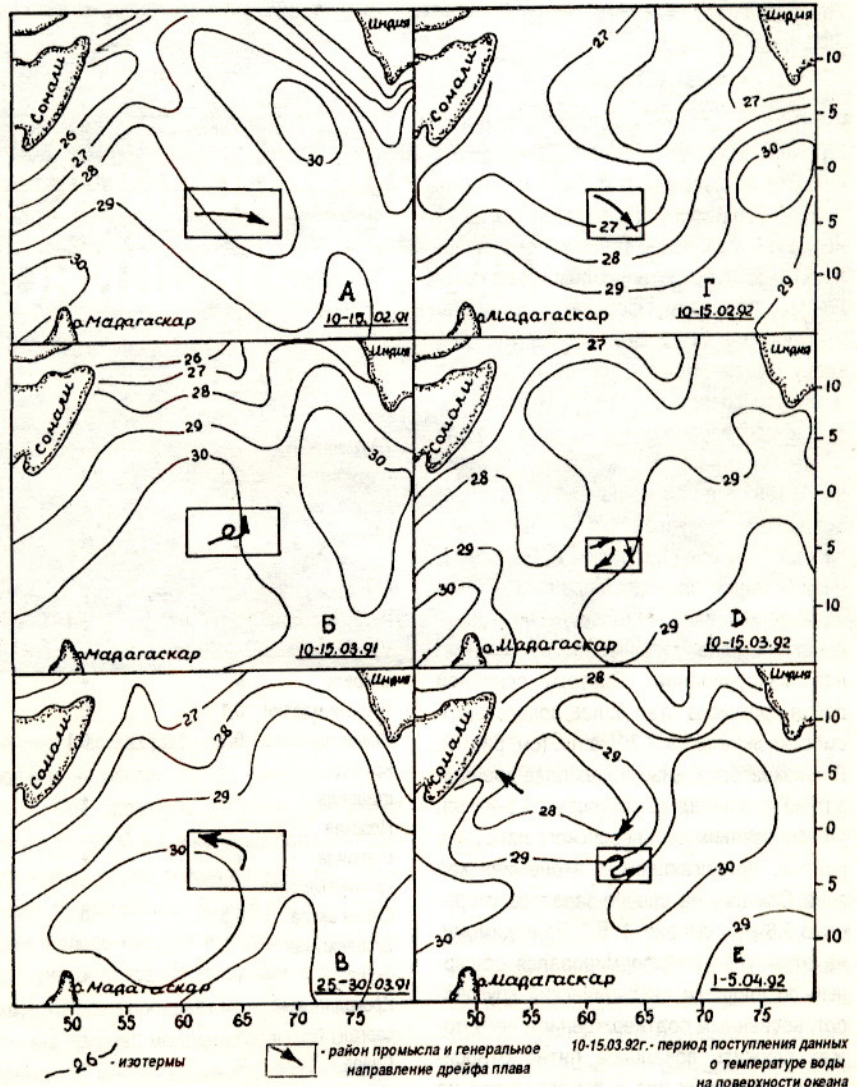 Сомали
Индия
26
27
28
29
30
30
А
Мадагаскар
10-15.02.91
Сомали
Индия
27
27
30
27
28
29
29
Г
Мадагаскар
10-15.02.92
10
5
0
5
10
Сомали
Индия
26
27
28
29
30
30
Б
Мадагаскар
10-15.03.91
Сомали
Индия
27
28
29
29
30
29
29
D
Мадагаскар
10-15.03.92
10
5
0
5
10
Сомали
Индия
27
28
29
30
В
Мадагаскар
25-30.03.91
Сомали
Индия
28
29
28
29
30
30
29
Е
Мадагаскар
1-5.04.92
10
5
0
5
10
50 55 60 65 70 75
50 55 60 65 70 75
26 - изотермы
- район промысла и генеральное
направление дрейфа плава
10-15.03.92г.- период поступления данных
о температуре воды
на поверхности океана